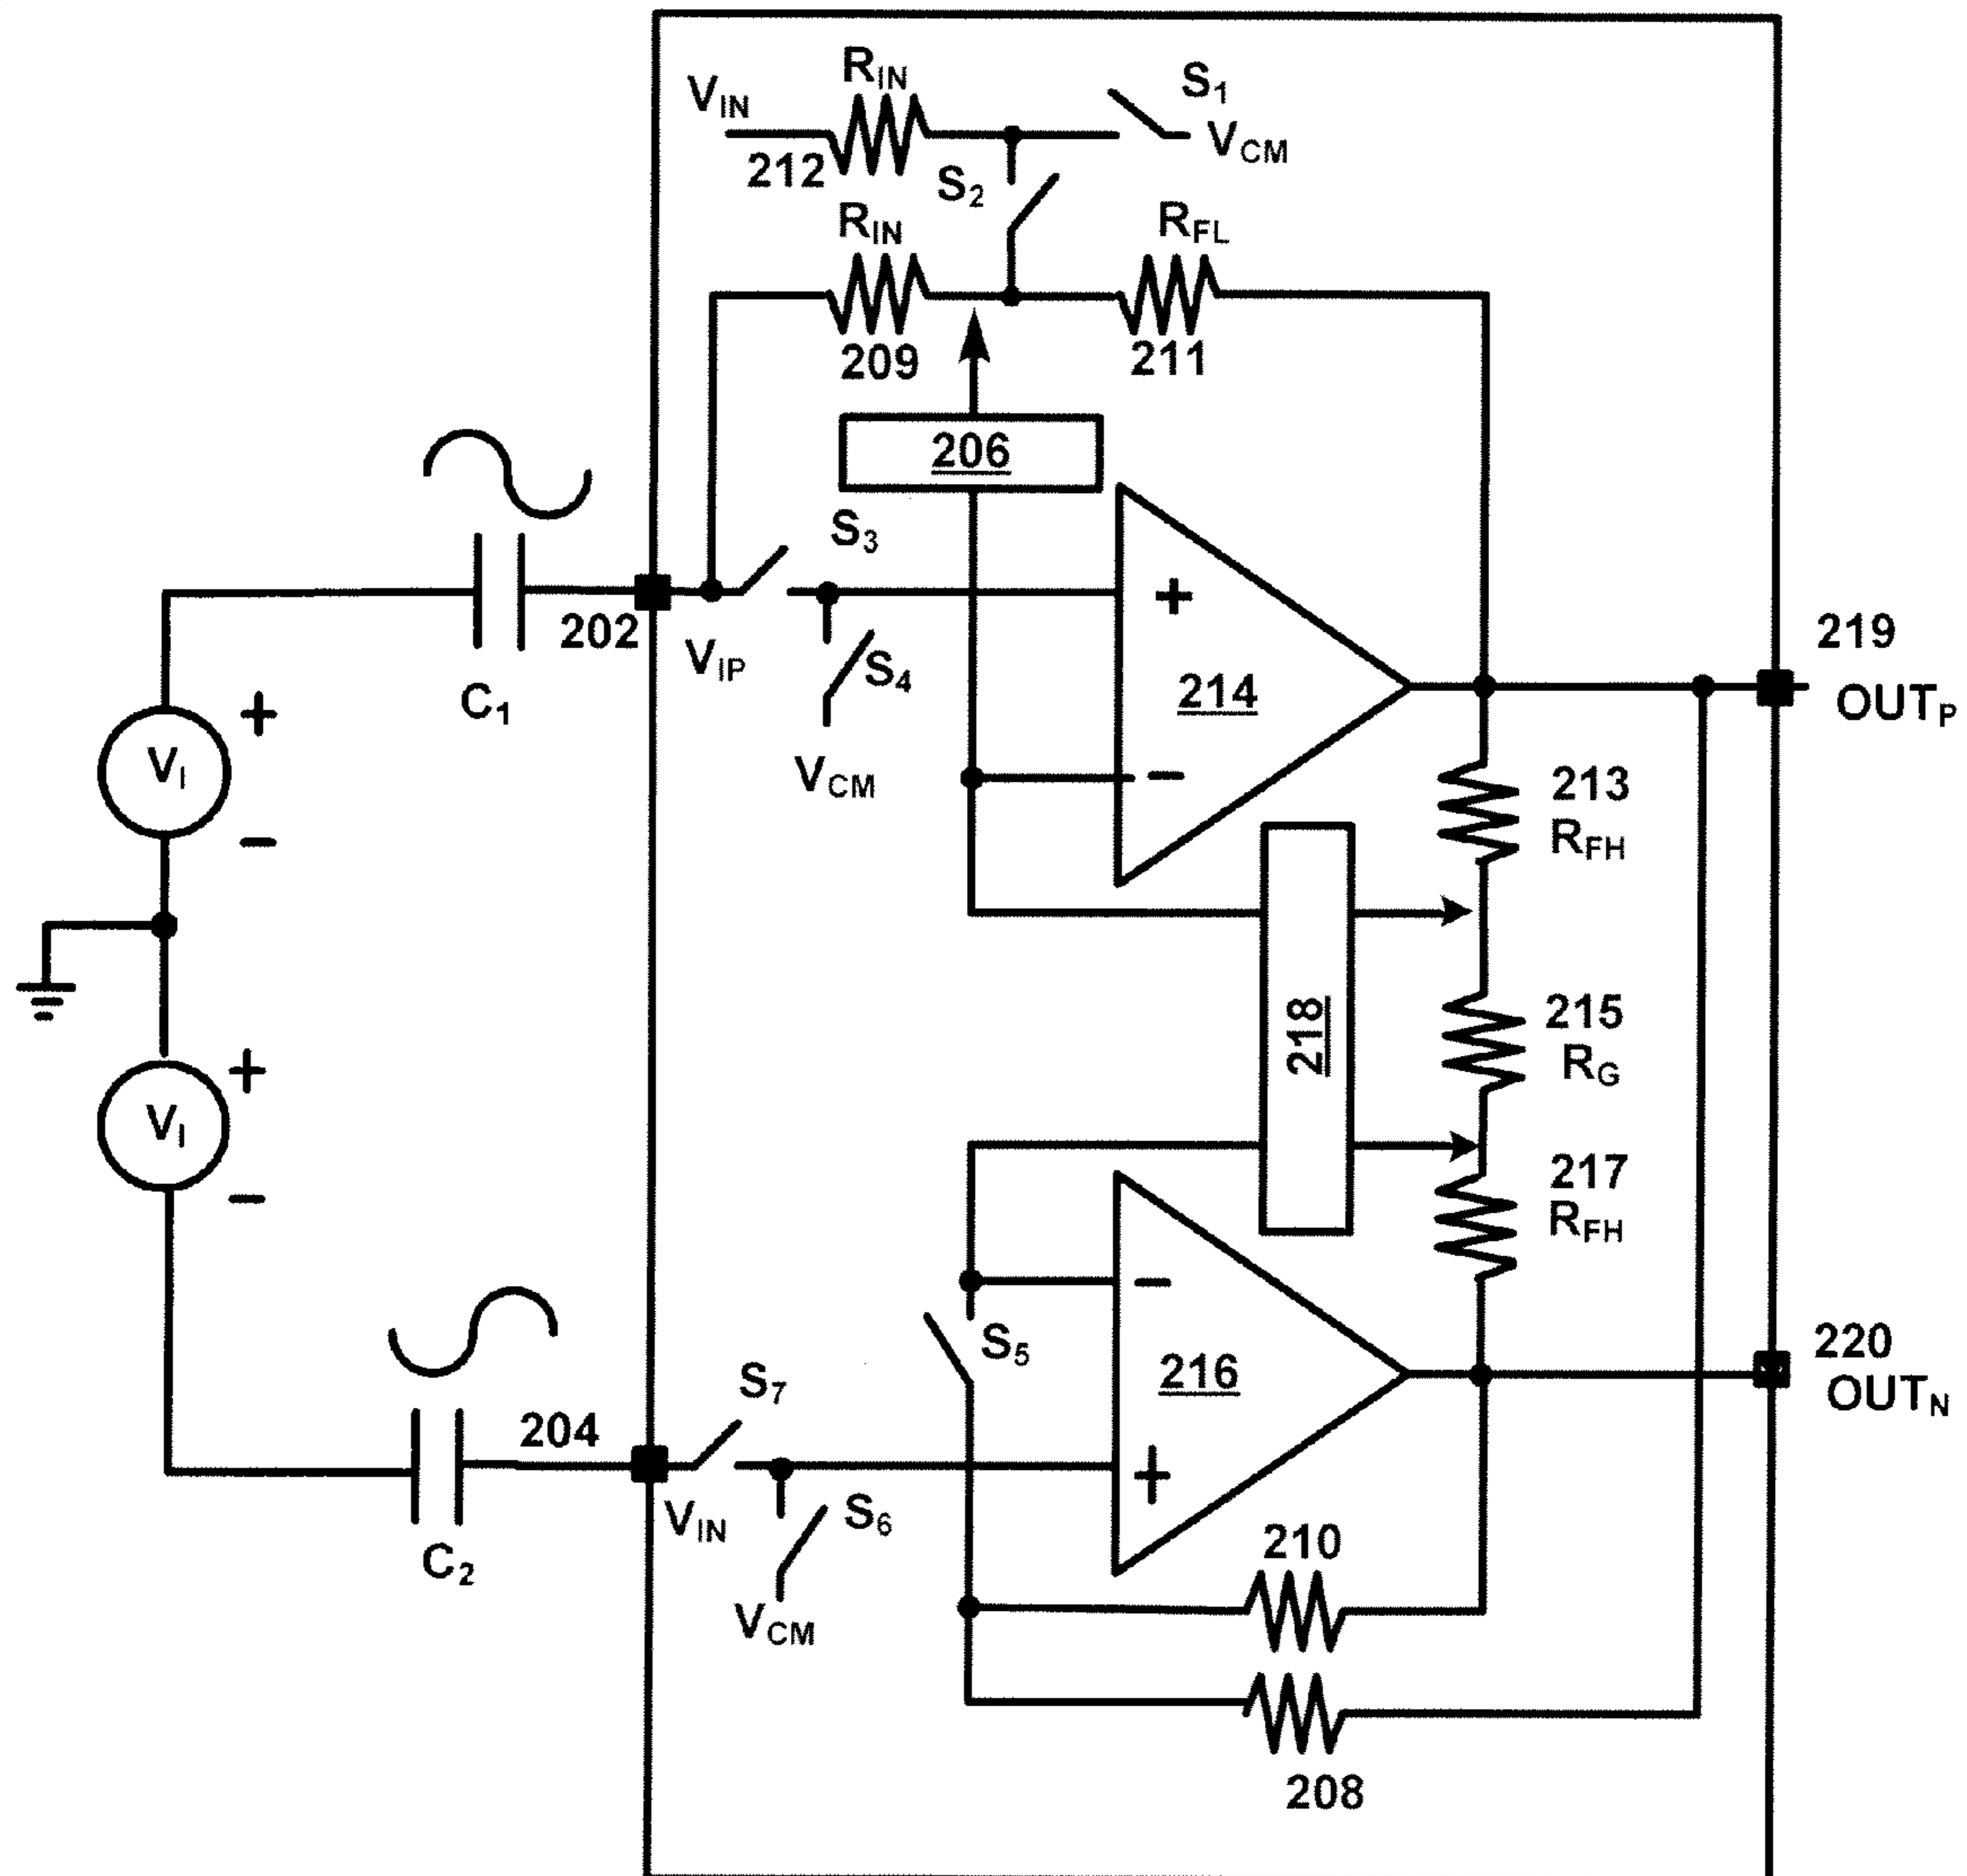 R_IN
V_IN
S_1
V_CM
212
S_2
R_IN
R_FL
209
211
206
S_3
+
202
V_IP
S_4
V_CM
214
−
219
OUT_P
C_1
213
R_FH
+
V_I
−
218
215
R_G
+
V_I
−
217
R_FH
−
S_5
216
220
OUT_N
S_7
204
V_IN
S_6
+
C_2
V_CM
210
208